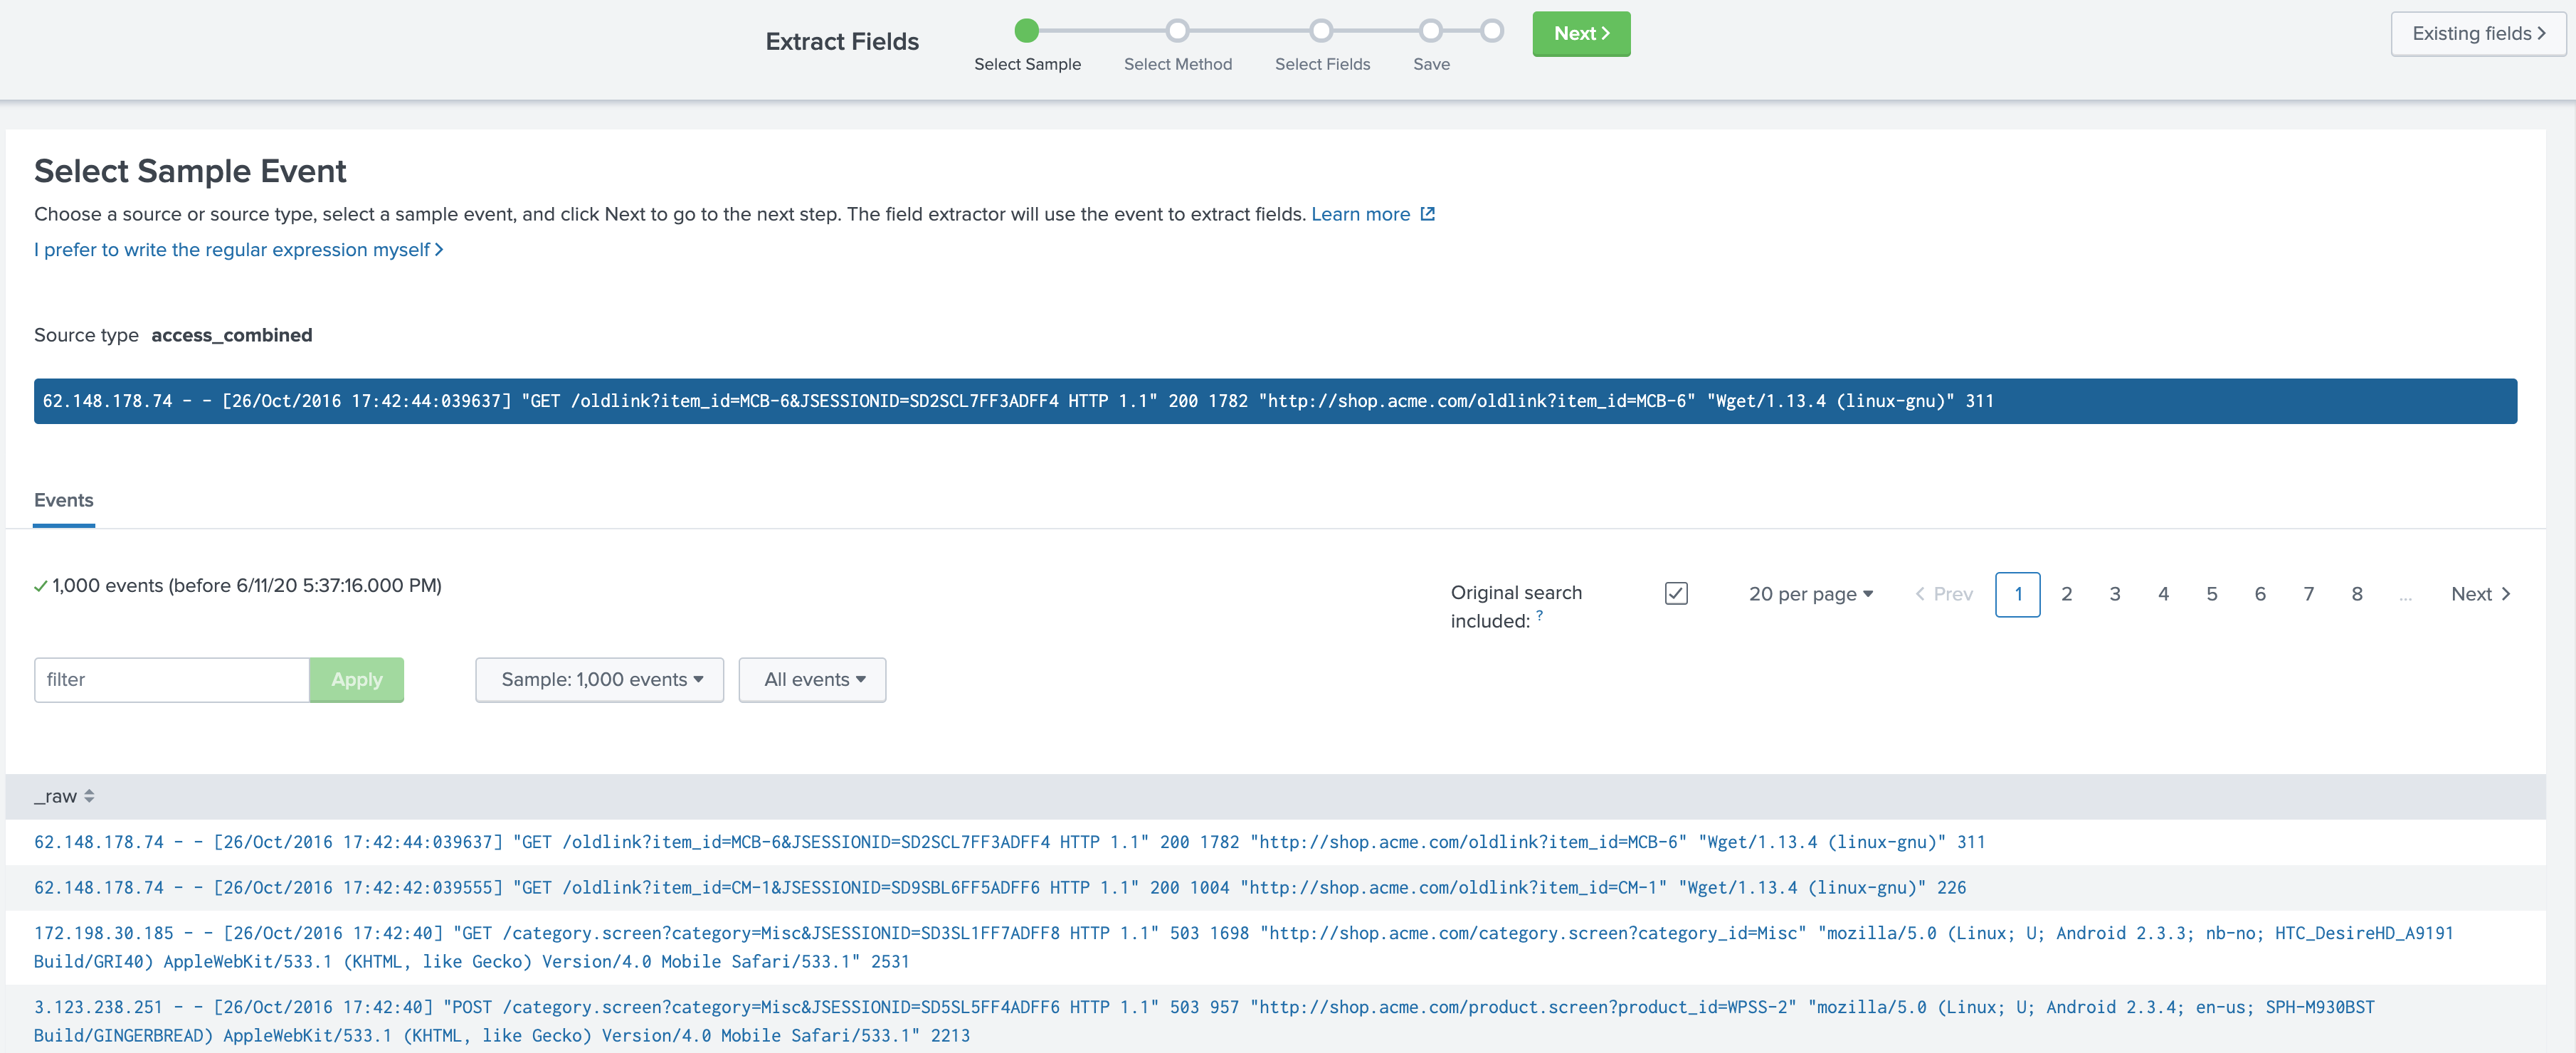 Extract Fields
Select Sample
Select Method
Select Fields
Save
Next
Existing fields
Select Sample Event
Choose a source or source type, select a sample event, and click Next to go to the next step. The field extractor will use the event to extract fields. Learn more
I prefer to write the regular expression myself
Source type access_combined
62.148.178.74 - - [26/Oct/2016 17:42:44:039637] "GET /oldlink?item_id=MCB-6&JSESSIONID=SD2SCL7FF3ADFF4 HTTP 1.1" 200 1782 "http://shop.acme.com/oldlink?item_id=MCB-6" "Wget/1.13.4 (linux-gnu)" 311
Events
1,000 events (before 6/11/20 5:37:16.000 PM)
Original search
included: ?
20 per page
Prev 1 2 3 4 5 6 7 8 ... Next
filter
Apply
Sample: 1,000 events
All events
_raw
62.148.178.74 - - [26/Oct/2016 17:42:44:039637] "GET /oldlink?item_id=MCB-6&JSESSIONID=SD2SCL7FF3ADFF4 HTTP 1.1" 200 1782 "http://shop.acme.com/oldlink?item_id=MCB-6" "Wget/1.13.4 (linux-gnu)" 311
62.148.178.74 - - [26/Oct/2016 17:42:42:039555] "GET /oldlink?item_id=CM-1&JSESSIONID=SD9SBL6FF5ADFF6 HTTP 1.1" 200 1004 "http://shop.acme.com/oldlink?item_id=CM-1" "Wget/1.13.4 (linux-gnu)" 226
172.198.30.185 - - [26/Oct/2016 17:42:40] "GET /category.screen?category=Misc&JSESSIONID=SD3SL1FF7ADFF8 HTTP 1.1" 503 1698 "http://shop.acme.com/category.screen?category_id=Misc" "mozilla/5.0 (Linux; U; Android 2.3.3; nb-no; HTC_DesireHD_A9191
Build/GRI40) AppleWebKit/533.1 (KHTML, like Gecko) Version/4.0 Mobile Safari/533.1" 2531
3.123.238.251 - - [26/Oct/2016 17:42:40] "POST /category.screen?category=Misc&JSESSIONID=SD5SL5FF4ADFF6 HTTP 1.1" 503 957 "http://shop.acme.com/product.screen?product_id=WPSS-2" "mozilla/5.0 (Linux; U; Android 2.3.4; en-us; SPH-M930BST
Build/GINGERBREAD) AppleWebKit/533.1 (KHTML, like Gecko) Version/4.0 Mobile Safari/533.1" 2213